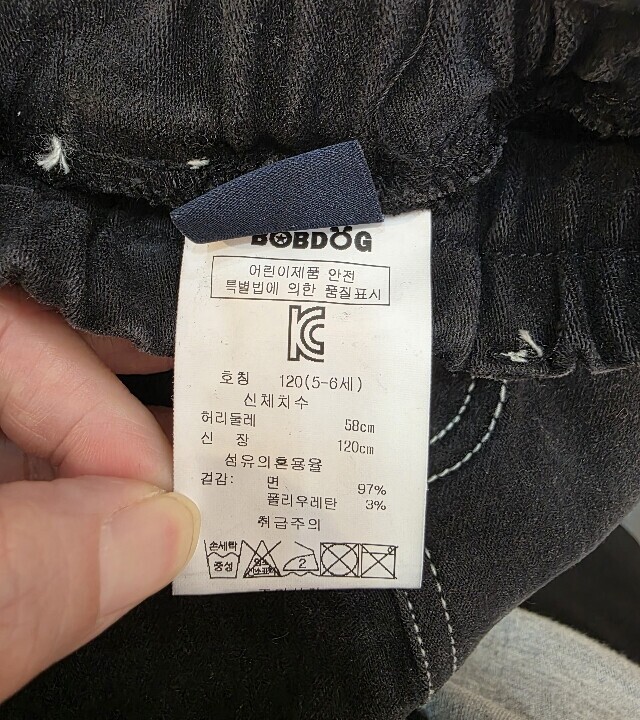 BOBDOG
어린이제품 안전
특별법에 의한 품질표시
KC
호칭 120(5-6세)
신체치수
허리둘레 58cm
신 장 120cm
섬유의혼용율
겉감: 면 97%
폴리우레탄 3%
취급주의
손세탁
중성
2